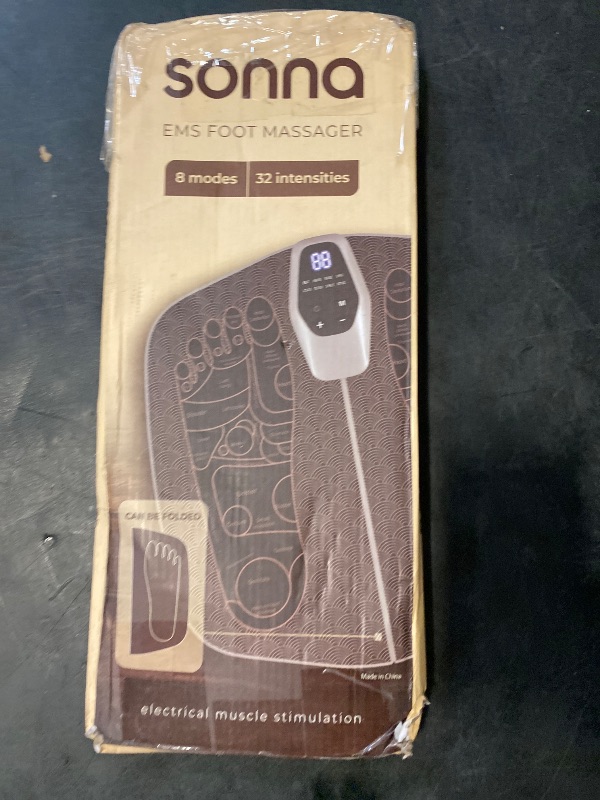 sonna
EMS FOOT MASSAGER
8 modes 32 intensities
88
M
+ −
CAN BE FOLDED
Made in China
electrical muscle stimulation